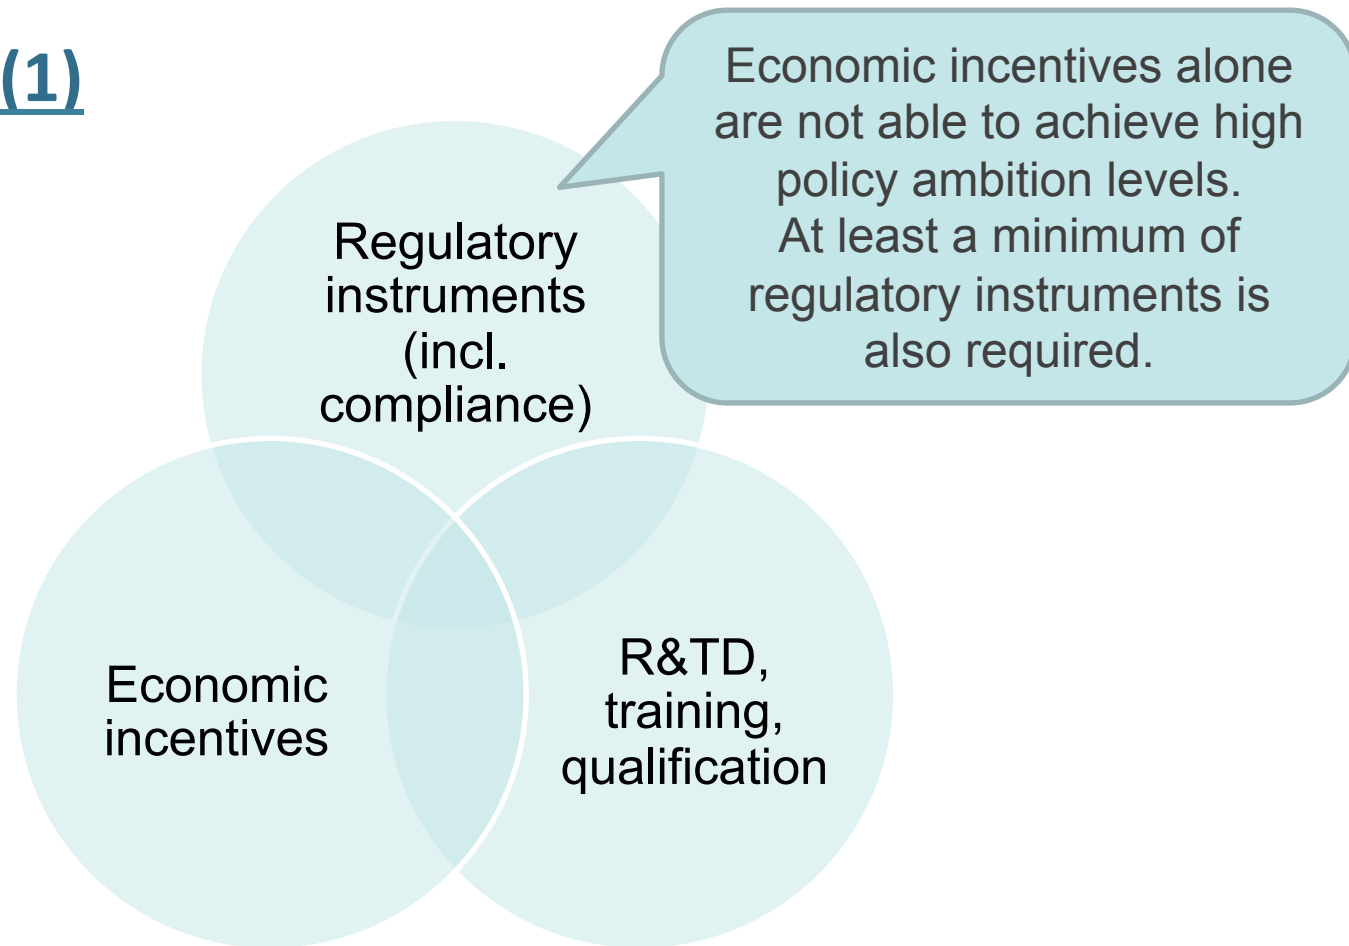 (1)
Economic incentives alone
are not able to achieve high
policy ambition levels.
At least a minimum of
regulatory instruments is
also required.
Regulatory
instruments
(incl.
compliance)
Economic
incentives
R&TD,
training,
qualification